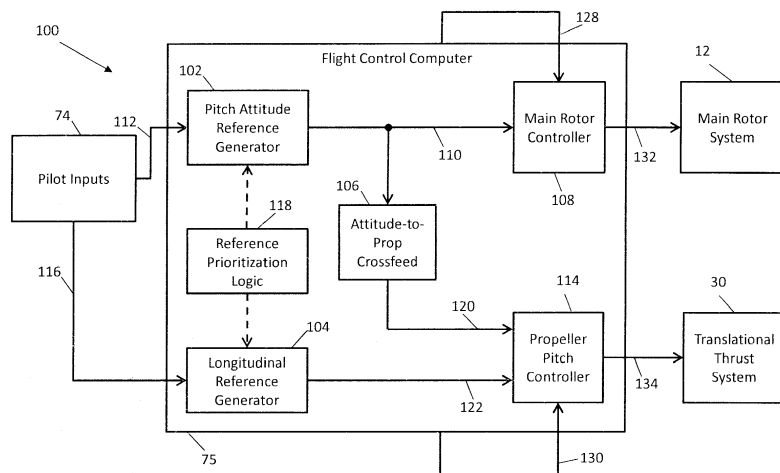 128
100
Flight Control Computer
12
102
Pitch Attitude
Reference
Generator
Main Rotor
Controller
Main Rotor
System
74
112
Pilot Inputs
110
132
106
108
118
Attitude-to-
Prop
Crossfeed
Reference
Prioritization
Logic
116
114
30
120
104
Longitudinal
Reference
Generator
Propeller
Pitch
Controller
Translational
Thrust
System
122
134
75
130